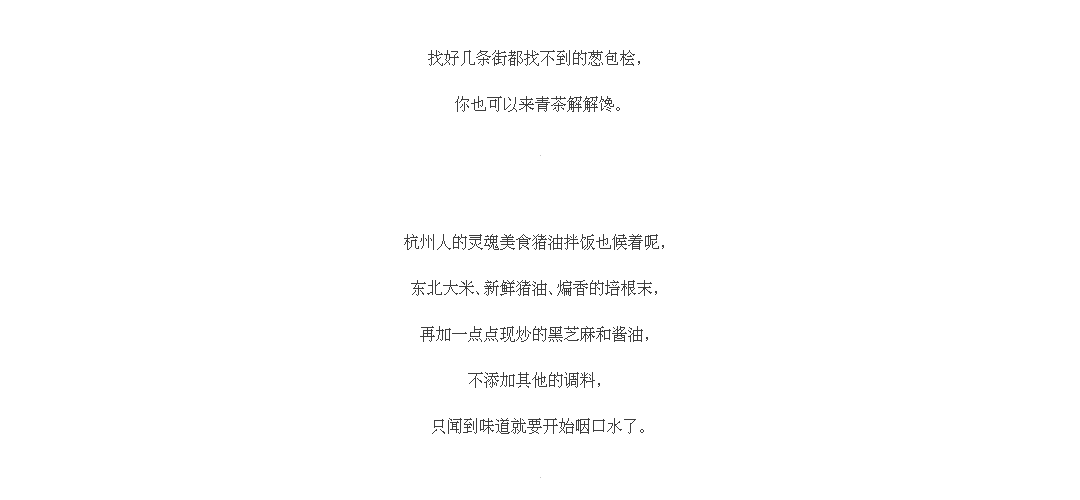 找好几条街都找不到的葱包桧，
你也可以来青茶解解馋。
杭州人的灵魂美食猪油拌饭也候着呢，
东北大米、新鲜猪油、煸香的培根末，
再加一点点现炒的黑芝麻和酱油，
不添加其他的调料，
只闻到味道就要开始咽口水了。